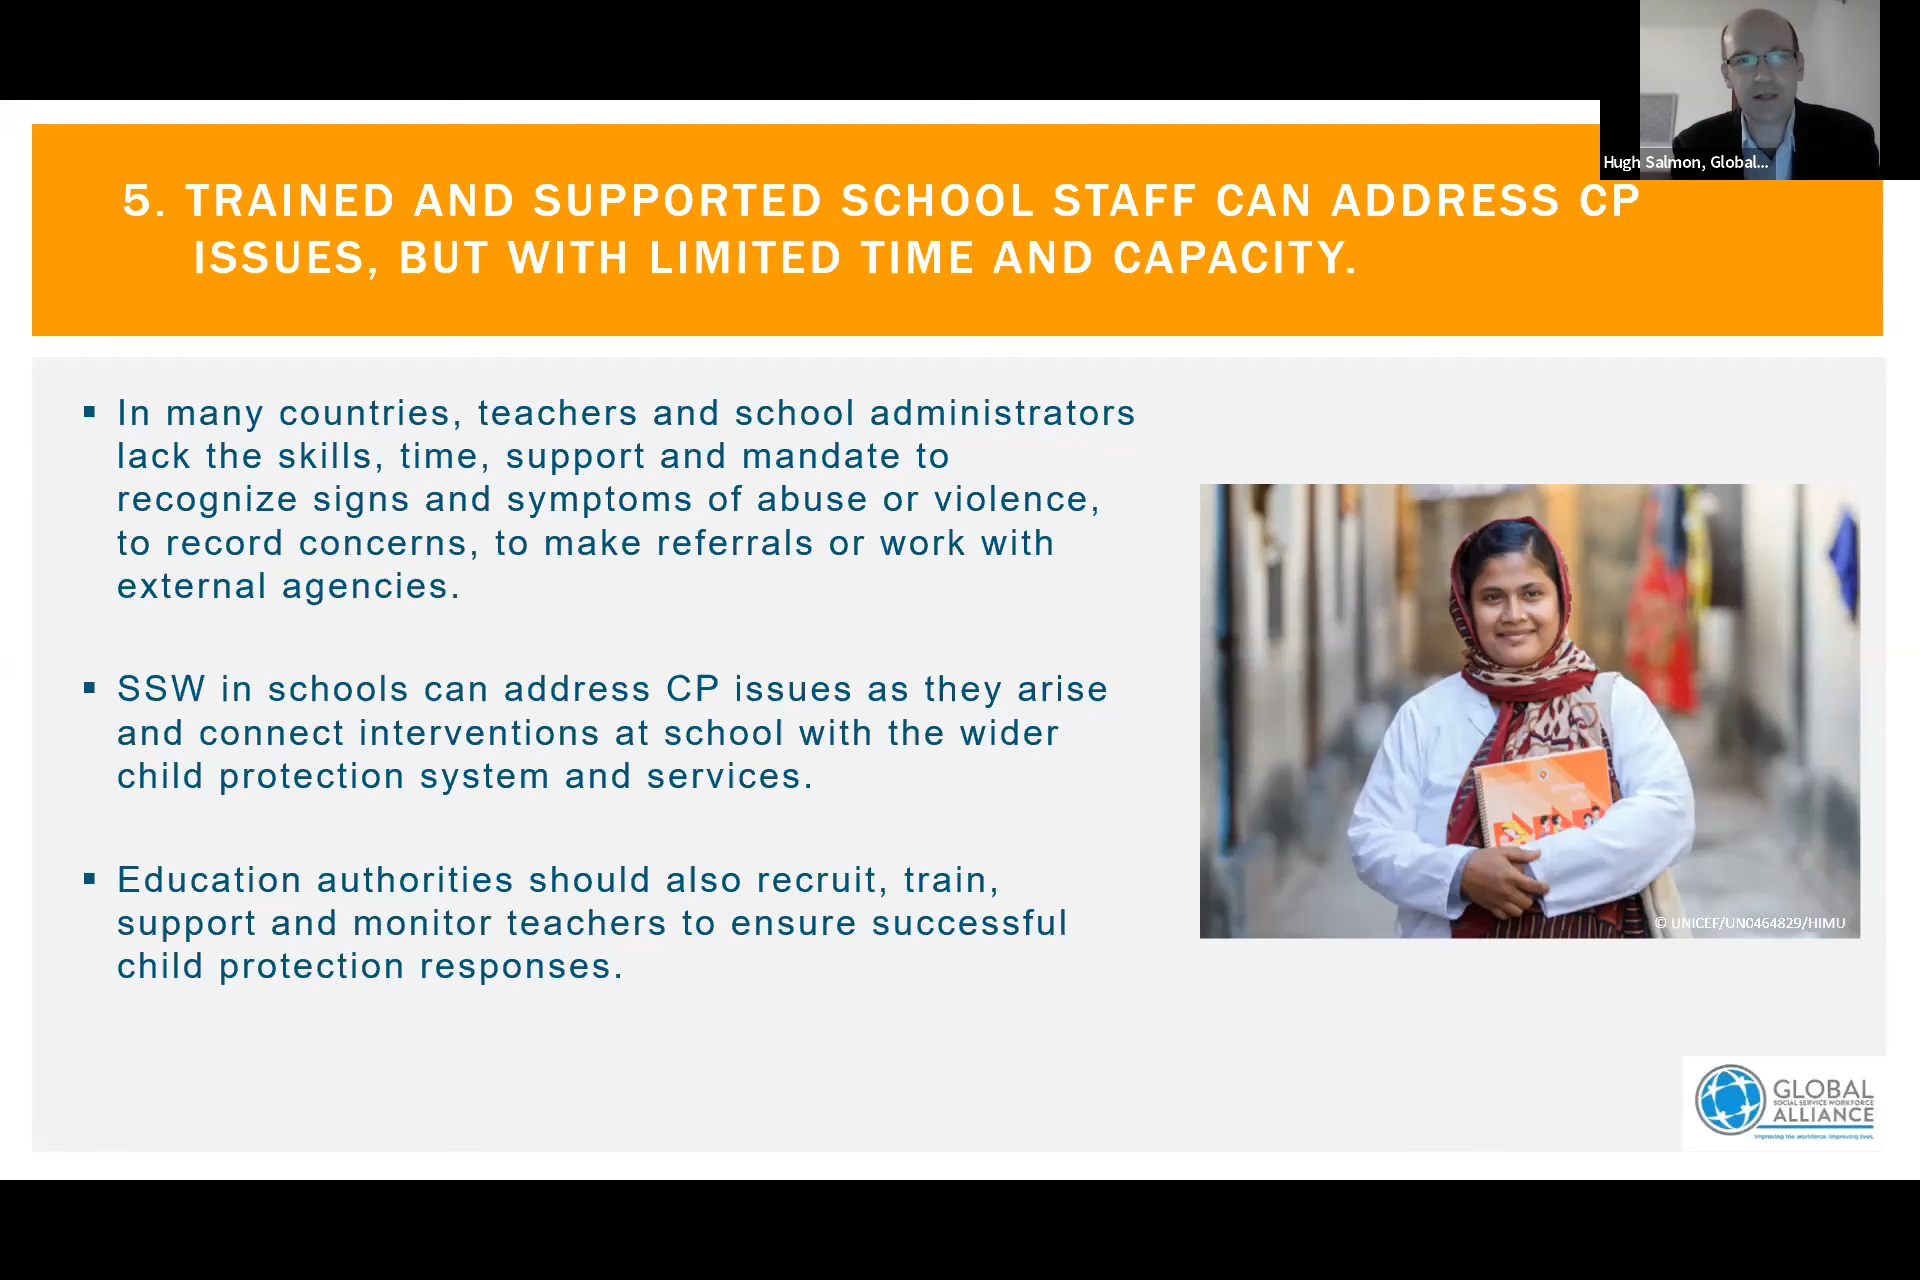 Hugh Salmon, Global...
5. TRAINED AND SUPPORTED SCHOOL STAFF CAN ADDRESS CP
ISSUES, BUT WITH LIMITED TIME AND CAPACITY.
▪ In many countries, teachers and school administrators
lack the skills, time, support and mandate to
recognize signs and symptoms of abuse or violence,
to record concerns, to make referrals or work with
external agencies.
▪ SSW in schools can address CP issues as they arise
and connect interventions at school with the wider
child protection system and services.
▪ Education authorities should also recruit, train,
support and monitor teachers to ensure successful
child protection responses.
© UNICEF/UN0464829/HIMU
GLOBAL
SOCIAL SERVICE WORKFORCE
ALLIANCE
Improving the workforce. Improving lives.